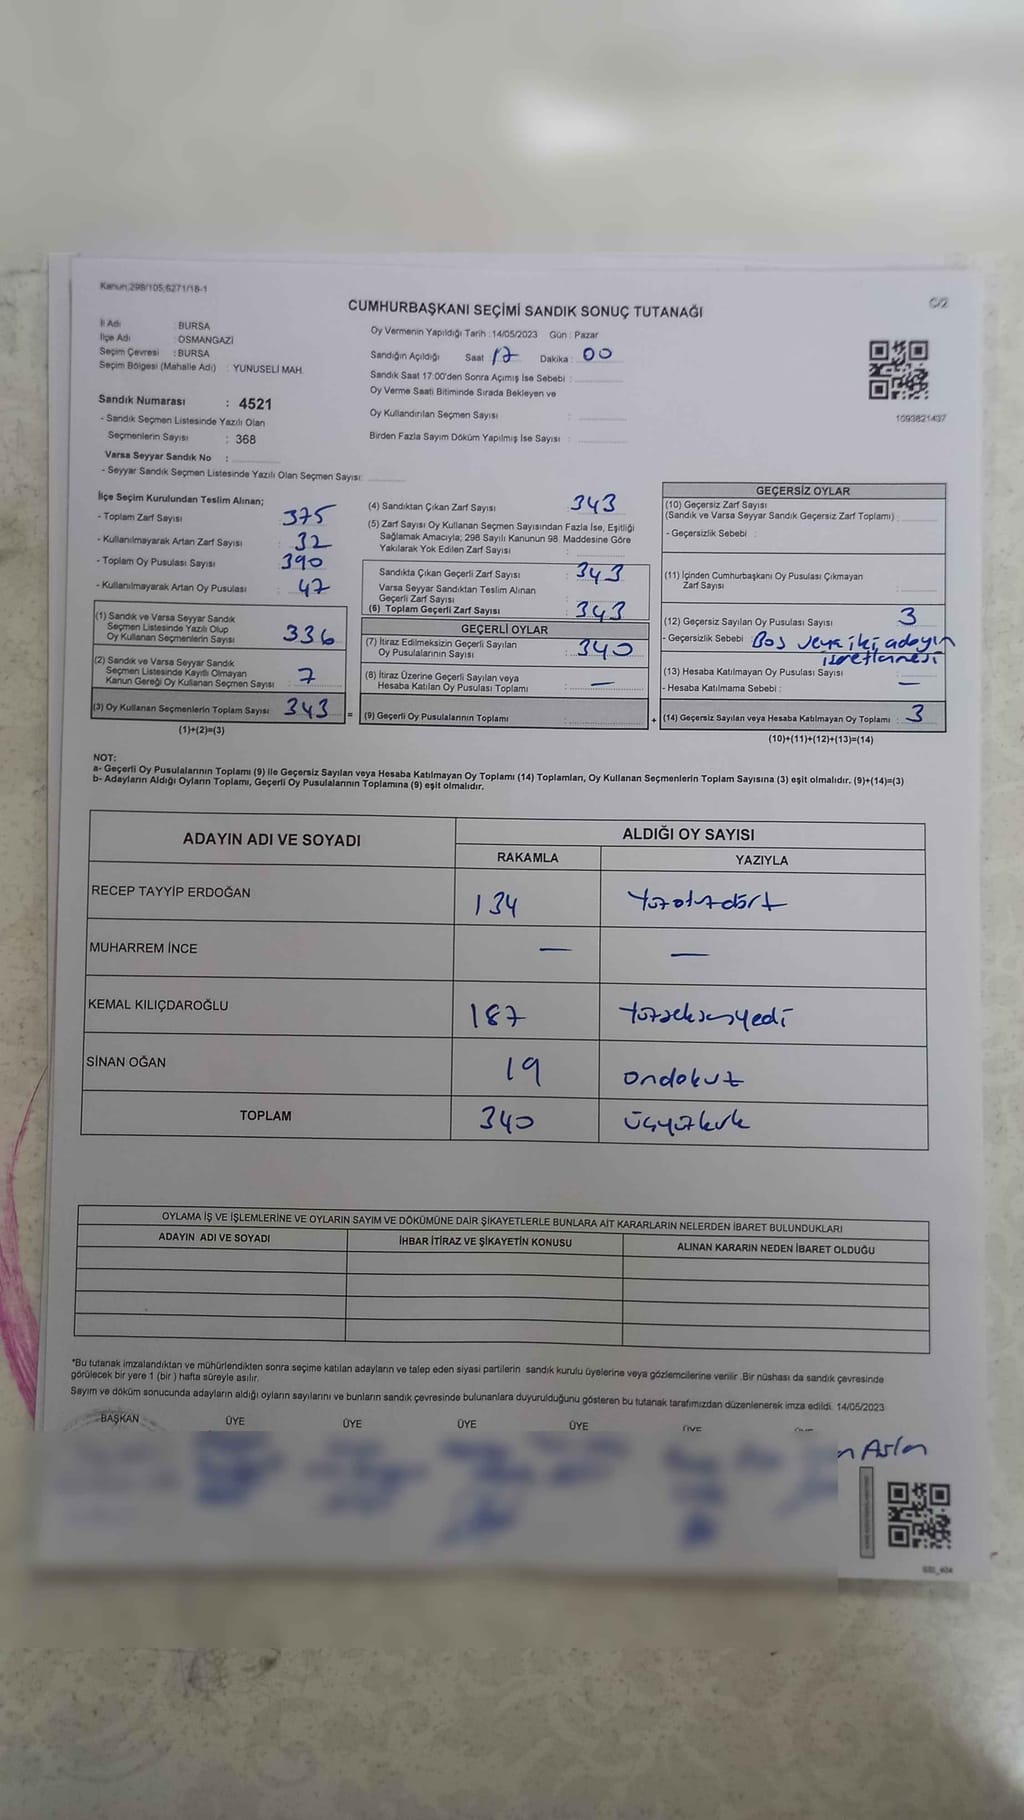 Kanun:298/105;6271/18-1
C/2
CUMHURBAŞKANI SEÇİMİ SANDIK SONUÇ TUTANAĞI
İl Adı : BURSA
İlçe Adı : OSMANGAZİ
Seçim Çevresi : BURSA
Seçim Bölgesi (Mahalle Adı) : YUNUSELİ MAH.
Sandık Numarası : 4521
- Sandık Seçmen Listesinde Yazılı Olan
Seçmenlerin Sayısı : 368
Varsa Seyyar Sandık No :
- Seyyar Sandık Seçmen Listesinde Yazılı Olan Seçmen Sayısı:
Oy Vermenin Yapıldığı Tarih :14/05/2023 Gün : Pazar
Sandığın Açıldığı Saat 17 Dakika : 00
Sandık Saat 17:00'den Sonra Açımış İse Sebebi :
Oy Verme Saati Bitiminde Sırada Bekleyen ve
Oy Kullandırılan Seçmen Sayısı :
Birden Fazla Sayım Döküm Yapılmış İse Sayısı :
1093821437
İlçe Seçim Kurulundan Teslim Alınan;
- Toplam Zarf Sayısı : 375
- Kullanılmayarak Artan Zarf Sayısı : 32
- Toplam Oy Pusulası Sayısı : 390
- Kullanılmayarak Artan Oy Pusulası : 47
(1) Sandık ve Varsa Seyyar Sandık
Seçmen Listesinde Yazılı Olup
Oy Kullanan Seçmenlerin Sayısı : 336
(2) Sandık ve Varsa Seyyar Sandık
Seçmen Listesinde Kayıtlı Olmayan
Kanun Gereği Oy Kullanan Seçmen Sayısı : 7
(3) Oy Kullanan Seçmenlerin Toplam Sayısı : 343
(1)+(2)=(3)
(4) Sandıktan Çıkan Zarf Sayısı : 343
(5) Zarf Sayısı Oy Kullanan Seçmen Sayısından Fazla İse, Eşitliği
Sağlamak Amacıyla; 298 Sayılı Kanunun 98. Maddesine Göre
Yakılarak Yok Edilen Zarf Sayısı :
Sandıkta Çıkan Geçerli Zarf Sayısı : 343
Varsa Seyyar Sandıktan Teslim Alınan
Geçerli Zarf Sayısı :
(6) Toplam Geçerli Zarf Sayısı : 343
GEÇERLİ OYLAR
(7) İtiraz Edilmeksizin Geçerli Sayılan
Oy Pusulalarının Sayısı : 340
(8) İtiraz Üzerine Geçerli Sayılan veya
Hesaba Katılan Oy Pusulası Toplamı : —
= (9) Geçerli Oy Pusulalarının Toplamı :
GEÇERSİZ OYLAR
(10) Geçersiz Zarf Sayısı
(Sandık ve Varsa Seyyar Sandık Geçersiz Zarf Toplamı) :
- Geçersizlik Sebebi :
(11) İçinden Cumhurbaşkanı Oy Pusulası Çıkmayan
Zarf Sayısı :
(12) Geçersiz Sayılan Oy Pusulası Sayısı : 3
- Geçersizlik Sebebi : Boş veya iki adayın
işretlemesi
(13) Hesaba Katılmayan Oy Pusulası Sayısı : —
- Hesaba Katılmama Sebebi :
+ (14) Geçersiz Sayılan veya Hesaba Katılmayan Oy Toplamı : 3
(10)+(11)+(12)+(13)=(14)
NOT:
a- Geçerli Oy Pusulalarının Toplamı (9) ile Geçersiz Sayılan veya Hesaba Katılmayan Oy Toplamı (14) Toplamları, Oy Kullanan Seçmenlerin Toplam Sayısına (3) eşit olmalıdır. (9)+(14)=(3)
b- Adayların Aldığı Oyların Toplamı, Geçerli Oy Pusulalarının Toplamına (9) eşit olmalıdır.
ADAYIN ADI VE SOYADI
ALDIĞI OY SAYISI
RAKAMLA YAZIYLA
RECEP TAYYİP ERDOĞAN 134 Yüzotuzdört
MUHARREM İNCE — —
KEMAL KILIÇDAROĞLU 187 Yüzseksenyedi
SİNAN OĞAN 19 ondokuz
TOPLAM 340 üçyüzkırk
OYLAMA İŞ VE İŞLEMLERİNE VE OYLARIN SAYIM VE DÖKÜMÜNE DAİR ŞİKAYETLERLE BUNLARA AİT KARARLARIN NELERDEN İBARET BULUNDUKLARI
ADAYIN ADI VE SOYADI İHBAR İTİRAZ VE ŞİKAYETİN KONUSU ALINAN KARARIN NEDEN İBARET OLDUĞU
*Bu tutanak imzalandıktan ve mühürlendikten sonra seçime katılan adayların ve talep eden siyasi partilerin sandık kurulu üyelerine veya gözlemcilerine verilir .Bir nüshası da sandık çevresinde
görülecek bir yere 1 (bir ) hafta süreyle asılır.
Sayım ve döküm sonucunda adayların aldığı oyların sayılarını ve bunların sandık çevresinde bulunanlara duyurulduğunu gösteren bu tutanak tarafımızdan düzenlenerek imza edildi. 14/05/2023
BAŞKAN ÜYE ÜYE ÜYE ÜYE ÜYE ÜYE
n Aslan